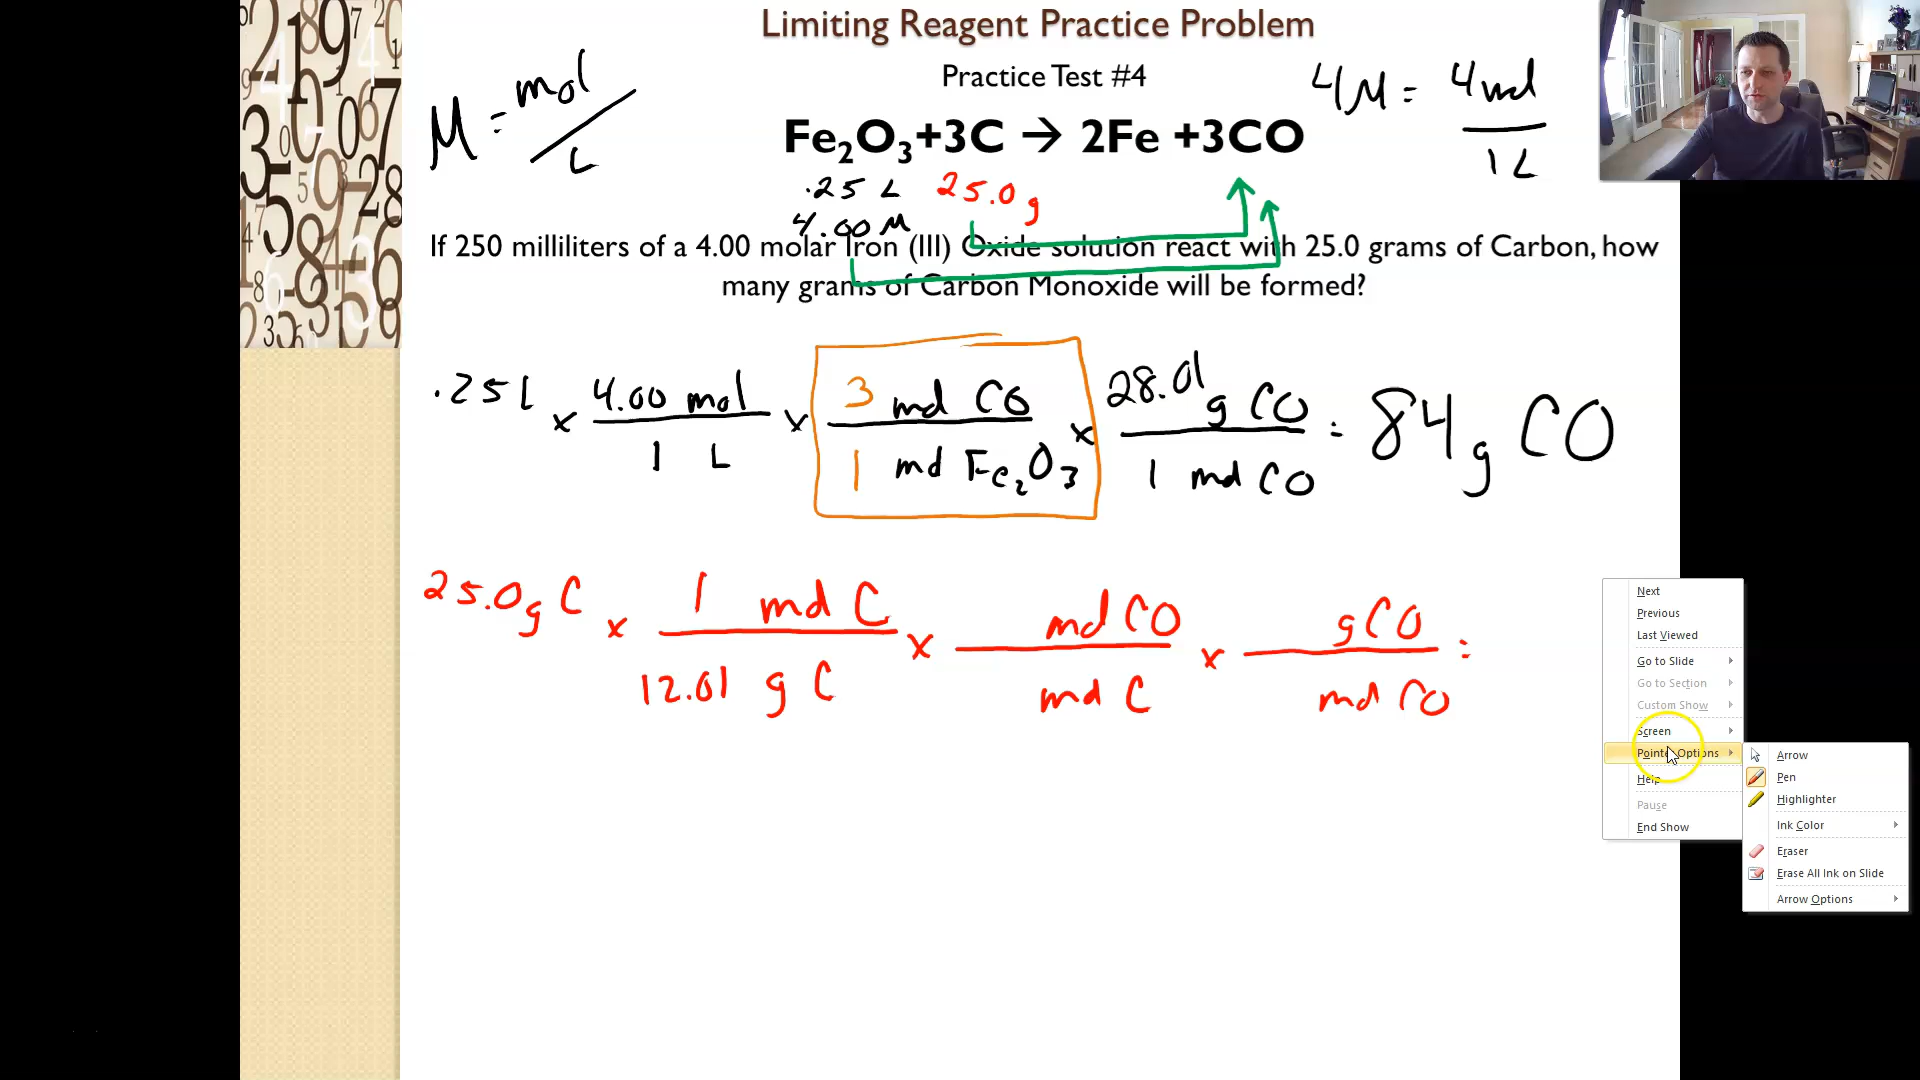 Limiting Reagent Practice Problem
Practice Test #4
M = mol / L
4M = 4 mol / 1 L
Fe₂O₃+3C → 2Fe +3CO
.25 L 25.0 g
4.00 M
If 250 milliliters of a 4.00 molar Iron (III) Oxide solution react with 25.0 grams of Carbon, how
many grams of Carbon Monoxide will be formed?
.25 L x 4.00 mol / 1 L x 3 mol CO / 1 mol Fe₂O₃ x 28.01 g CO / 1 mol CO = 84 g CO
25.0 g C x 1 mol C / 12.01 g C x mol CO / mol C x g CO / mol CO =
Next
Previous
Last Viewed
Go to Slide
Go to Section
Custom Show
Screen
Pointer Options
Help
Pause
End Show
Arrow
Pen
Highlighter
Ink Color
Eraser
Erase All Ink on Slide
Arrow Options